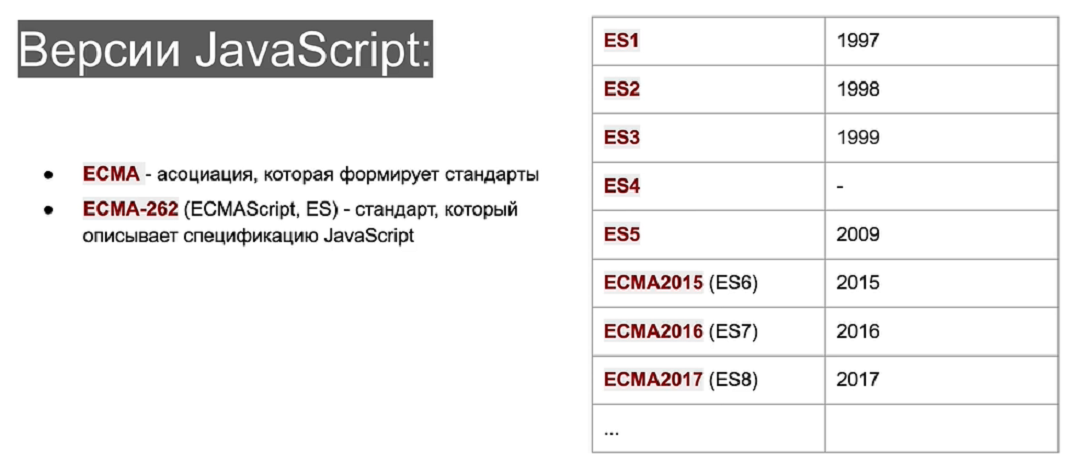 Версии JavaScript:
ECMA - асоциация, которая формирует стандарты
ECMA-262 (ECMAScript, ES) - стандарт, который
описывает спецификацию JavaScript
ES1 1997
ES2 1998
ES3 1999
ES4 -
ES5 2009
ECMA2015 (ES6) 2015
ECMA2016 (ES7) 2016
ECMA2017 (ES8) 2017
...